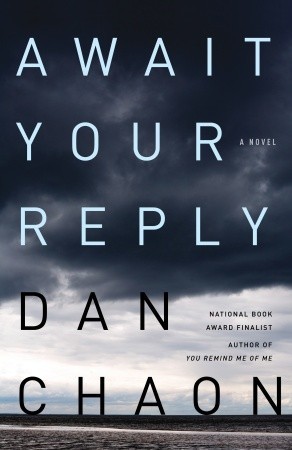 AWAIT
YOUR
A NOVEL
REPLY
DAN
NATIONAL BOOK
AWARD FINALIST
AUTHOR OF
YOU REMIND ME OF ME
CHAON